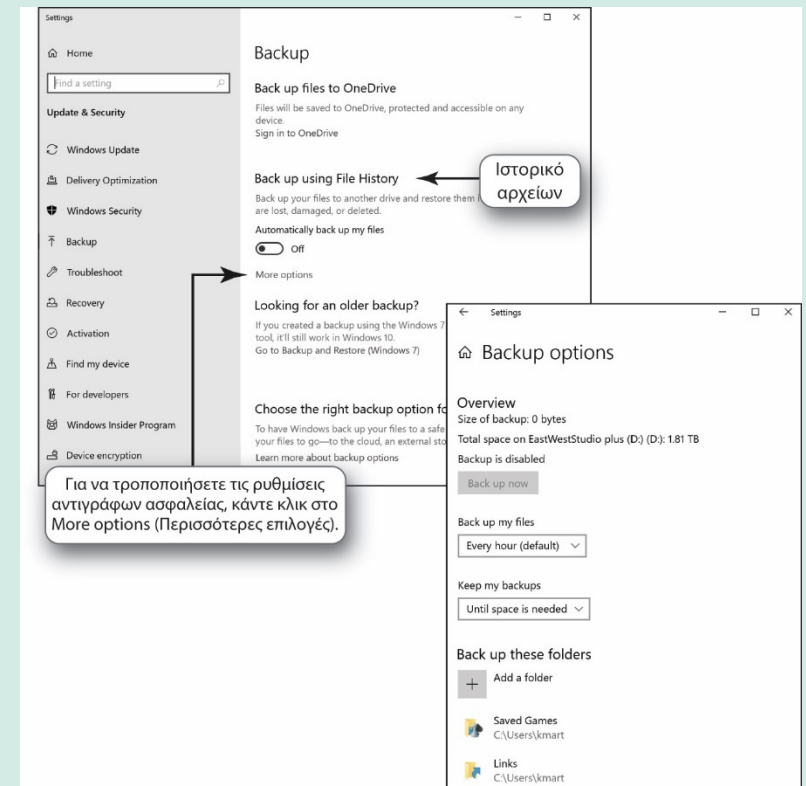 Settings
Home
Find a setting
Update & Security
Windows Update
Delivery Optimization
Windows Security
Backup
Troubleshoot
Recovery
Activation
Find my device
For developers
Windows Insider Program
Device encryption
Backup
Back up files to OneDrive
Files will be saved to OneDrive, protected and accessible on any
device.
Sign in to OneDrive
Back up using File History
Back up your files to another drive and restore them
are lost, damaged, or deleted.
Automatically back up my files
Off
More options
Looking for an older backup?
If you created a backup using the Windows 7
tool, it'll still work in Windows 10.
Go to Backup and Restore (Windows 7)
Choose the right backup option
To have Windows back up your files to a safe
your files to go—to the cloud, an external
Learn more about backup options
Ιστορικό
αρχείων
Για να τροποποιήσετε τις ρυθμίσεις
αντιγράφων ασφαλείας, κάντε κλικ στο
More options (Περισσότερες επιλογές).
Settings
Backup options
Overview
Size of backup: 0 bytes
Total space on EastWestStudio plus (D:) (D:): 1.81 TB
Backup is disabled
Back up now
Back up my files
Every hour (default)
Keep my backups
Until space is needed
Back up these folders
Add a folder
Saved Games
C:\Users\kmart
Links
C:\Users\kmart